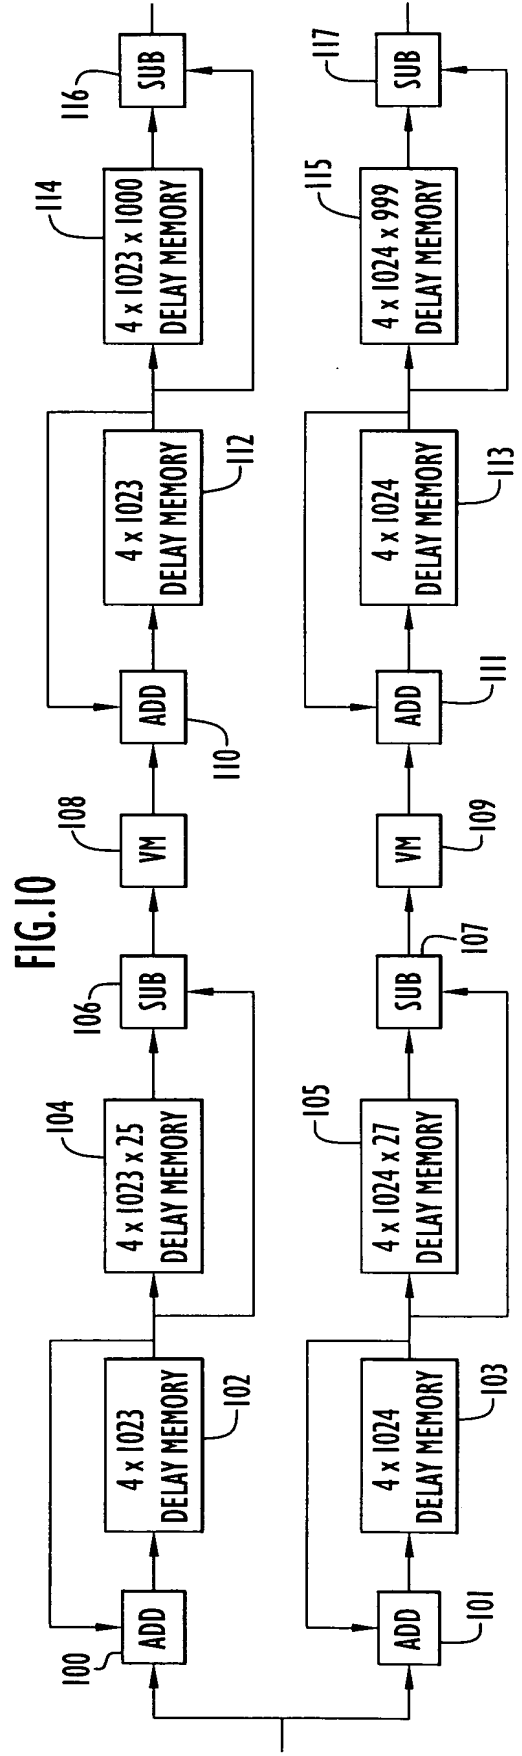 FIG.10
100
ADD
102
4 x 1023
DELAY MEMORY
104
4 x 1023 x 25
DELAY MEMORY
106
SUB
108
VM
110
ADD
112
4 x 1023
DELAY MEMORY
114
4 x 1023 x 1000
DELAY MEMORY
116
SUB
101
ADD
103
4 x 1024
DELAY MEMORY
105
4 x 1024 x 27
DELAY MEMORY
107
SUB
109
VM
111
ADD
113
4 x 1024
DELAY MEMORY
115
4 x 1024 x 999
DELAY MEMORY
117
SUB